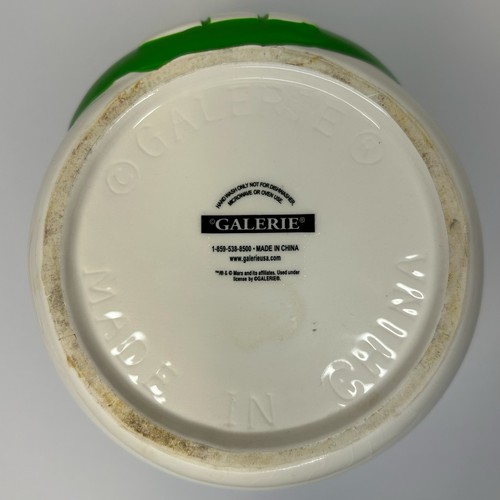 ©GALERIE®
HAND WASH ONLY NOT FOR DISHWASHER,
MICROWAVE OR OVEN USE.
©GALERIE®
1-859-538-8500 • MADE IN CHINA
www.galerieusa.com
™/® & © Mars and its affiliates. Used under
license by ©GALERIE®.
MADE IN CHINA